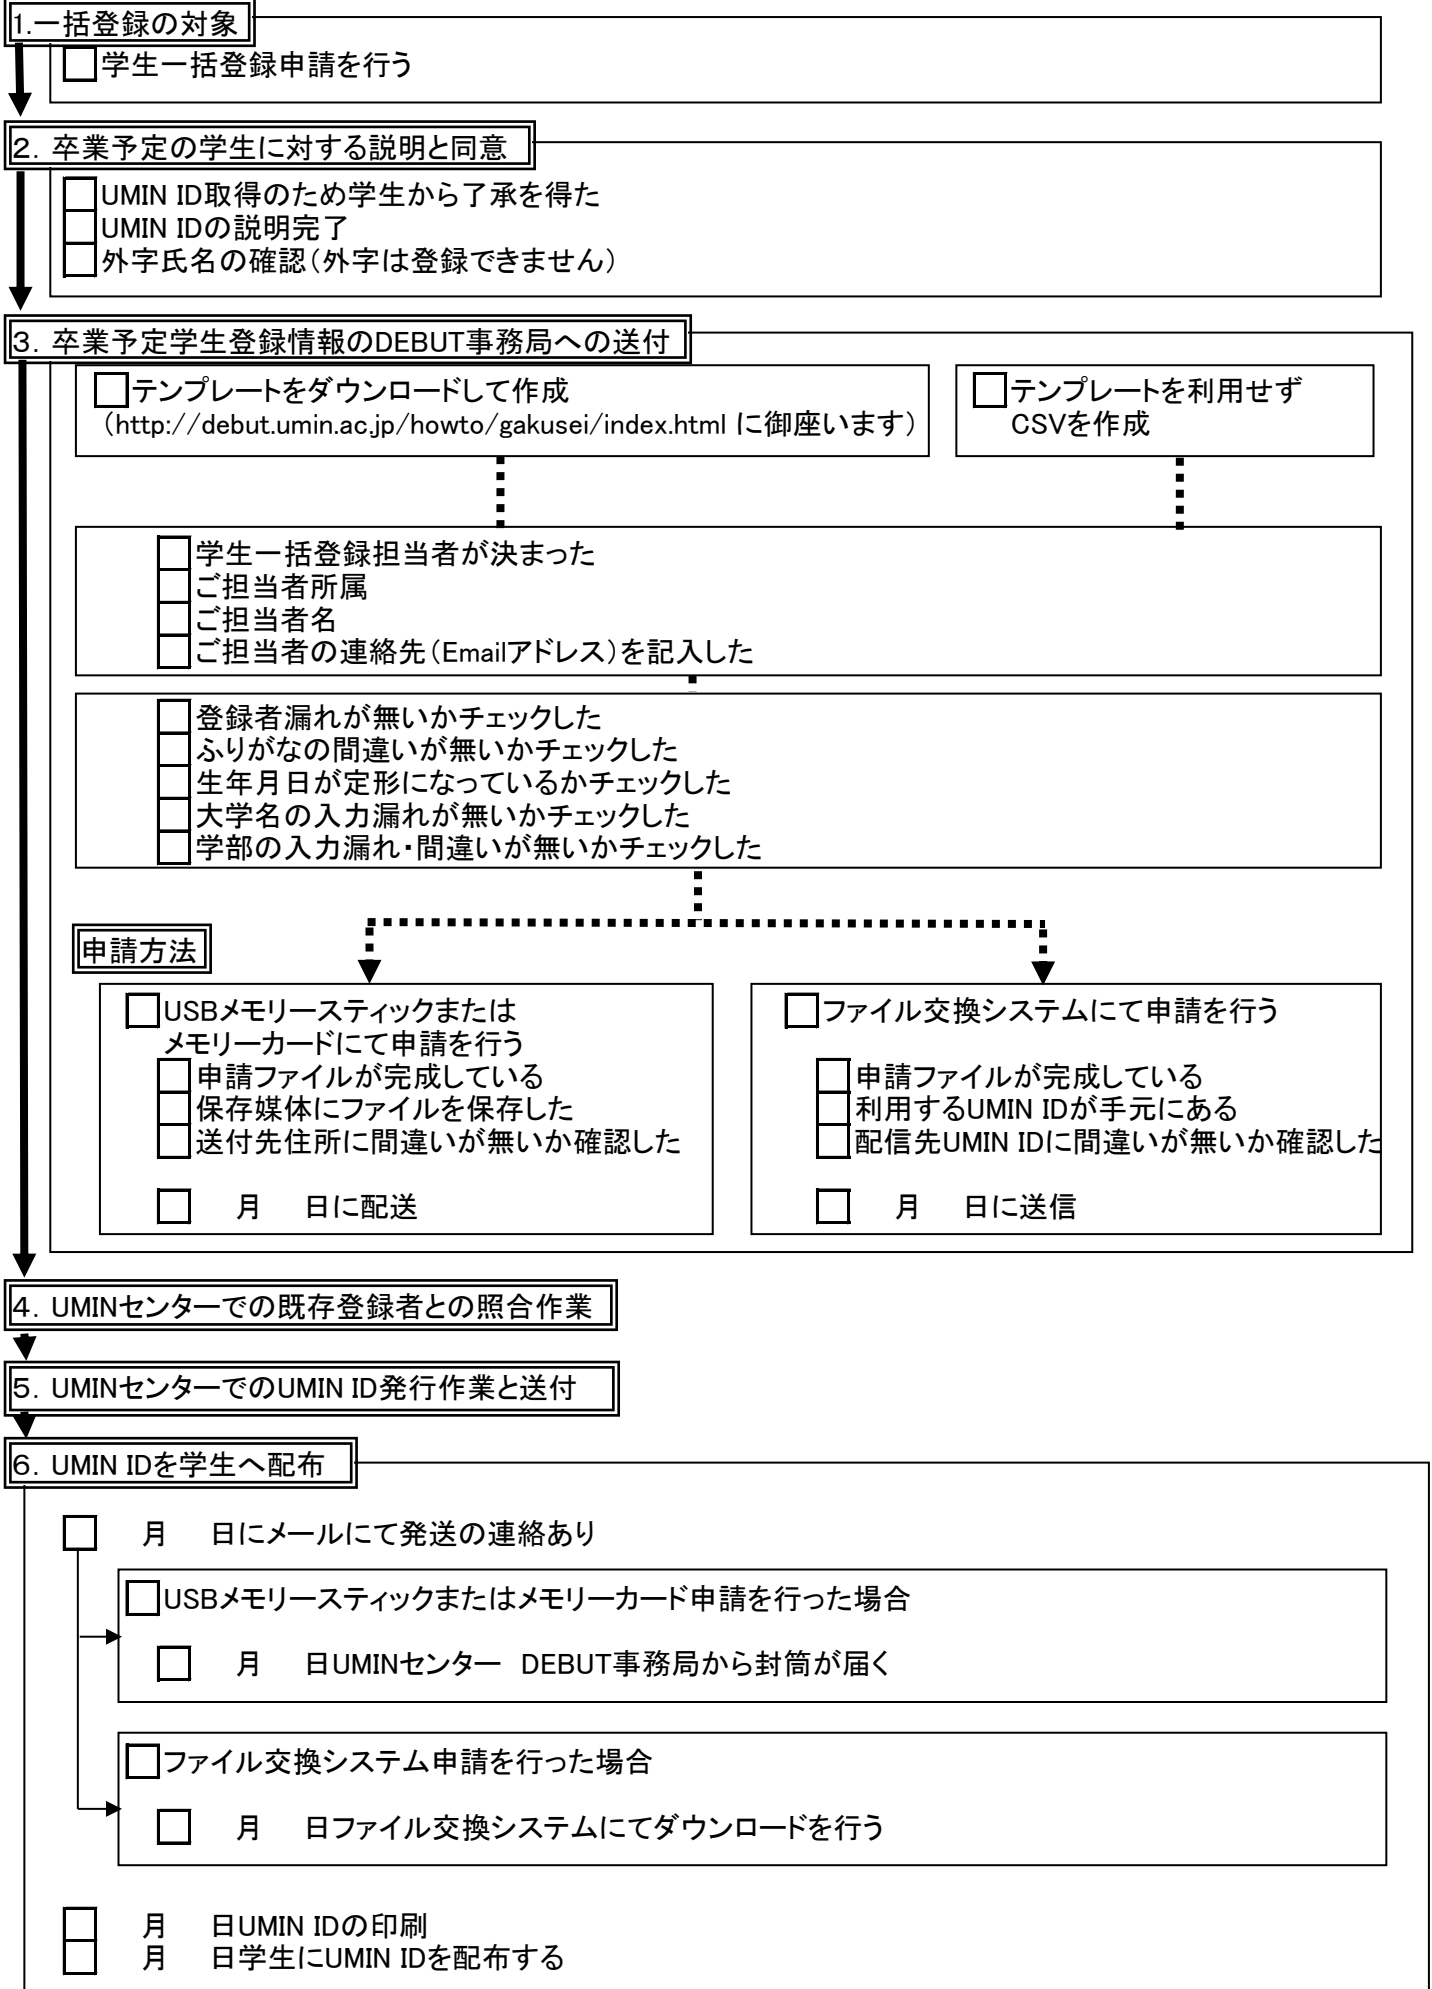 1.一括登録の対象
学生一括登録申請を行う
2. 卒業予定の学生に対する説明と同意
UMIN ID取得のため学生から了承を得た
UMIN IDの説明完了
外字氏名の確認(外字は登録できません)
3. 卒業予定学生登録情報のDEBUT事務局への送付
テンプレートをダウンロードして作成
(http://debut.umin.ac.jp/howto/gakusei/index.html に御座います)
テンプレートを利用せず
CSVを作成
学生一括登録担当者が決まった
ご担当者所属
ご担当者名
ご担当者の連絡先(Emailアドレス)を記入した
登録者漏れが無いかチェックした
ふりがなの間違いが無いかチェックした
生年月日が定形になっているかチェックした
大学名の入力漏れが無いかチェックした
学部の入力漏れ・間違いが無いかチェックした
申請方法
USBメモリースティックまたは
メモリーカードにて申請を行う
申請ファイルが完成している
保存媒体にファイルを保存した
送付先住所に間違いが無いか確認した
月 日に配送
ファイル交換システムにて申請を行う
申請ファイルが完成している
利用するUMIN IDが手元にある
配信先UMIN IDに間違いが無いか確認した
月 日に送信
4. UMINセンターでの既存登録者との照合作業
5. UMINセンターでのUMIN ID発行作業と送付
6. UMIN IDを学生へ配布
月 日にメールにて発送の連絡あり
USBメモリースティックまたはメモリーカード申請を行った場合
月 日UMINセンター DEBUT事務局から封筒が届く
ファイル交換システム申請を行った場合
月 日ファイル交換システムにてダウンロードを行う
月 日UMIN IDの印刷
月 日学生にUMIN IDを配布する